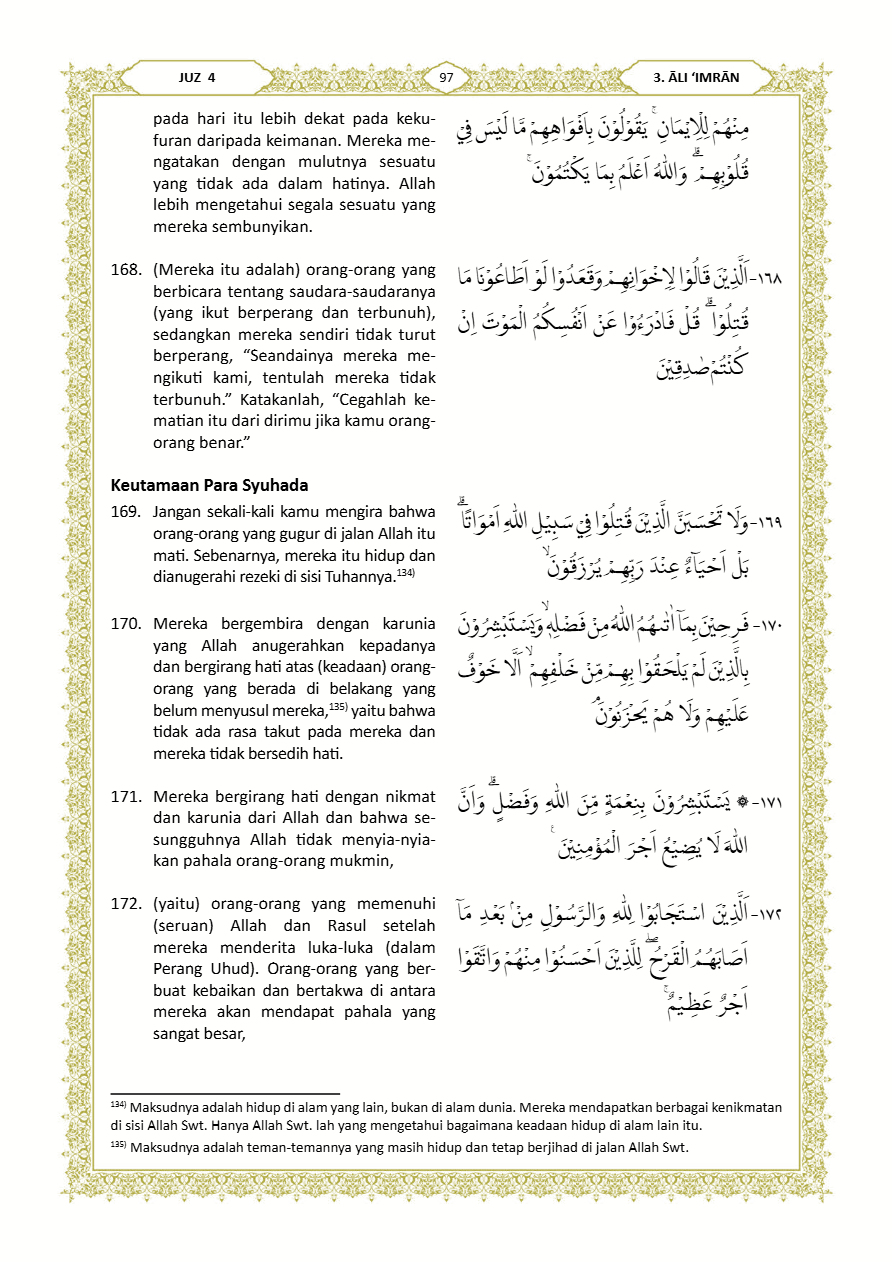 JUZ 4
97
3. ĀLI ‘IMRĀN
pada hari itu lebih dekat pada keku-
furan daripada keimanan. Mereka me-
ngatakan dengan mulutnya sesuatu
yang tidak ada dalam hatinya. Allah
lebih mengetahui segala sesuatu yang
mereka sembunyikan.
مِنْهُمْ لِلْاِيْمَانِۚ يَقُوْلُوْنَ بِاَفْوَاهِهِمْ مَّا لَيْسَ فِيْ
قُلُوْبِهِمْۗ وَاللّٰهُ اَعْلَمُ بِمَا يَكْتُمُوْنَۚ
168. (Mereka itu adalah) orang-orang yang
berbicara tentang saudara-saudaranya
(yang ikut berperang dan terbunuh),
sedangkan mereka sendiri tidak turut
berperang, “Seandainya mereka me-
ngikuti kami, tentulah mereka tidak
terbunuh.” Katakanlah, “Cegahlah ke-
matian itu dari dirimu jika kamu orang-
orang benar.”
١٦٨- اَلَّذِيْنَ قَالُوْا لِاِخْوَانِهِمْ وَقَعَدُوْا لَوْ اَطَاعُوْنَا مَا
قُتِلُوْاۗ قُلْ فَادْرَءُوْا عَنْ اَنْفُسِكُمُ الْمَوْتَ اِنْ
كُنْتُمْ صٰدِقِيْنَ
Keutamaan Para Syuhada
169. Jangan sekali-kali kamu mengira bahwa
orang-orang yang gugur di jalan Allah itu
mati. Sebenarnya, mereka itu hidup dan
dianugerahi rezeki di sisi Tuhannya.134)
١٦٩- وَلَا تَحْسَبَنَّ الَّذِيْنَ قُتِلُوْا فِيْ سَبِيْلِ اللّٰهِ اَمْوَاتًاۗ
بَلْ اَحْيَاۤءٌ عِنْدَ رَبِّهِمْ يُرْزَقُوْنَۙ
170. Mereka bergembira dengan karunia
yang Allah anugerahkan kepadanya
dan bergirang hati atas (keadaan) orang-
orang yang berada di belakang yang
belum menyusul mereka,135) yaitu bahwa
tidak ada rasa takut pada mereka dan
mereka tidak bersedih hati.
١٧٠- فَرِحِيْنَ بِمَآ اٰتٰىهُمُ اللّٰهُ مِنْ فَضْلِهٖۙ وَيَسْتَبْشِرُوْنَ
بِالَّذِيْنَ لَمْ يَلْحَقُوْا بِهِمْ مِّنْ خَلْفِهِمْۙ اَلَّا خَوْفٌ
عَلَيْهِمْ وَلَا هُمْ يَحْزَنُوْنَۘ
171. Mereka bergirang hati dengan nikmat
dan karunia dari Allah dan bahwa se-
sungguhnya Allah tidak menyia-nyia-
kan pahala orang-orang mukmin,
١٧١- ۞ يَسْتَبْشِرُوْنَ بِنِعْمَةٍ مِّنَ اللّٰهِ وَفَضْلٍۗ وَاَنَّ
اللّٰهَ لَا يُضِيْعُ اَجْرَ الْمُؤْمِنِيْنَۚ
172. (yaitu) orang-orang yang memenuhi
(seruan) Allah dan Rasul setelah
mereka menderita luka-luka (dalam
Perang Uhud). Orang-orang yang ber-
buat kebaikan dan bertakwa di antara
mereka akan mendapat pahala yang
sangat besar,
١٧٢- اَلَّذِيْنَ اسْتَجَابُوْا لِلّٰهِ وَالرَّسُوْلِ مِنْۢ بَعْدِ مَآ
اَصَابَهُمُ الْقَرْحُۖ لِلَّذِيْنَ اَحْسَنُوْا مِنْهُمْ وَاتَّقَوْا
اَجْرٌ عَظِيْمٌۚ
134) Maksudnya adalah hidup di alam yang lain, bukan di alam dunia. Mereka mendapatkan berbagai kenikmatan
di sisi Allah Swt. Hanya Allah Swt. lah yang mengetahui bagaimana keadaan hidup di alam lain itu.
135) Maksudnya adalah teman-temannya yang masih hidup dan tetap berjihad di jalan Allah Swt.